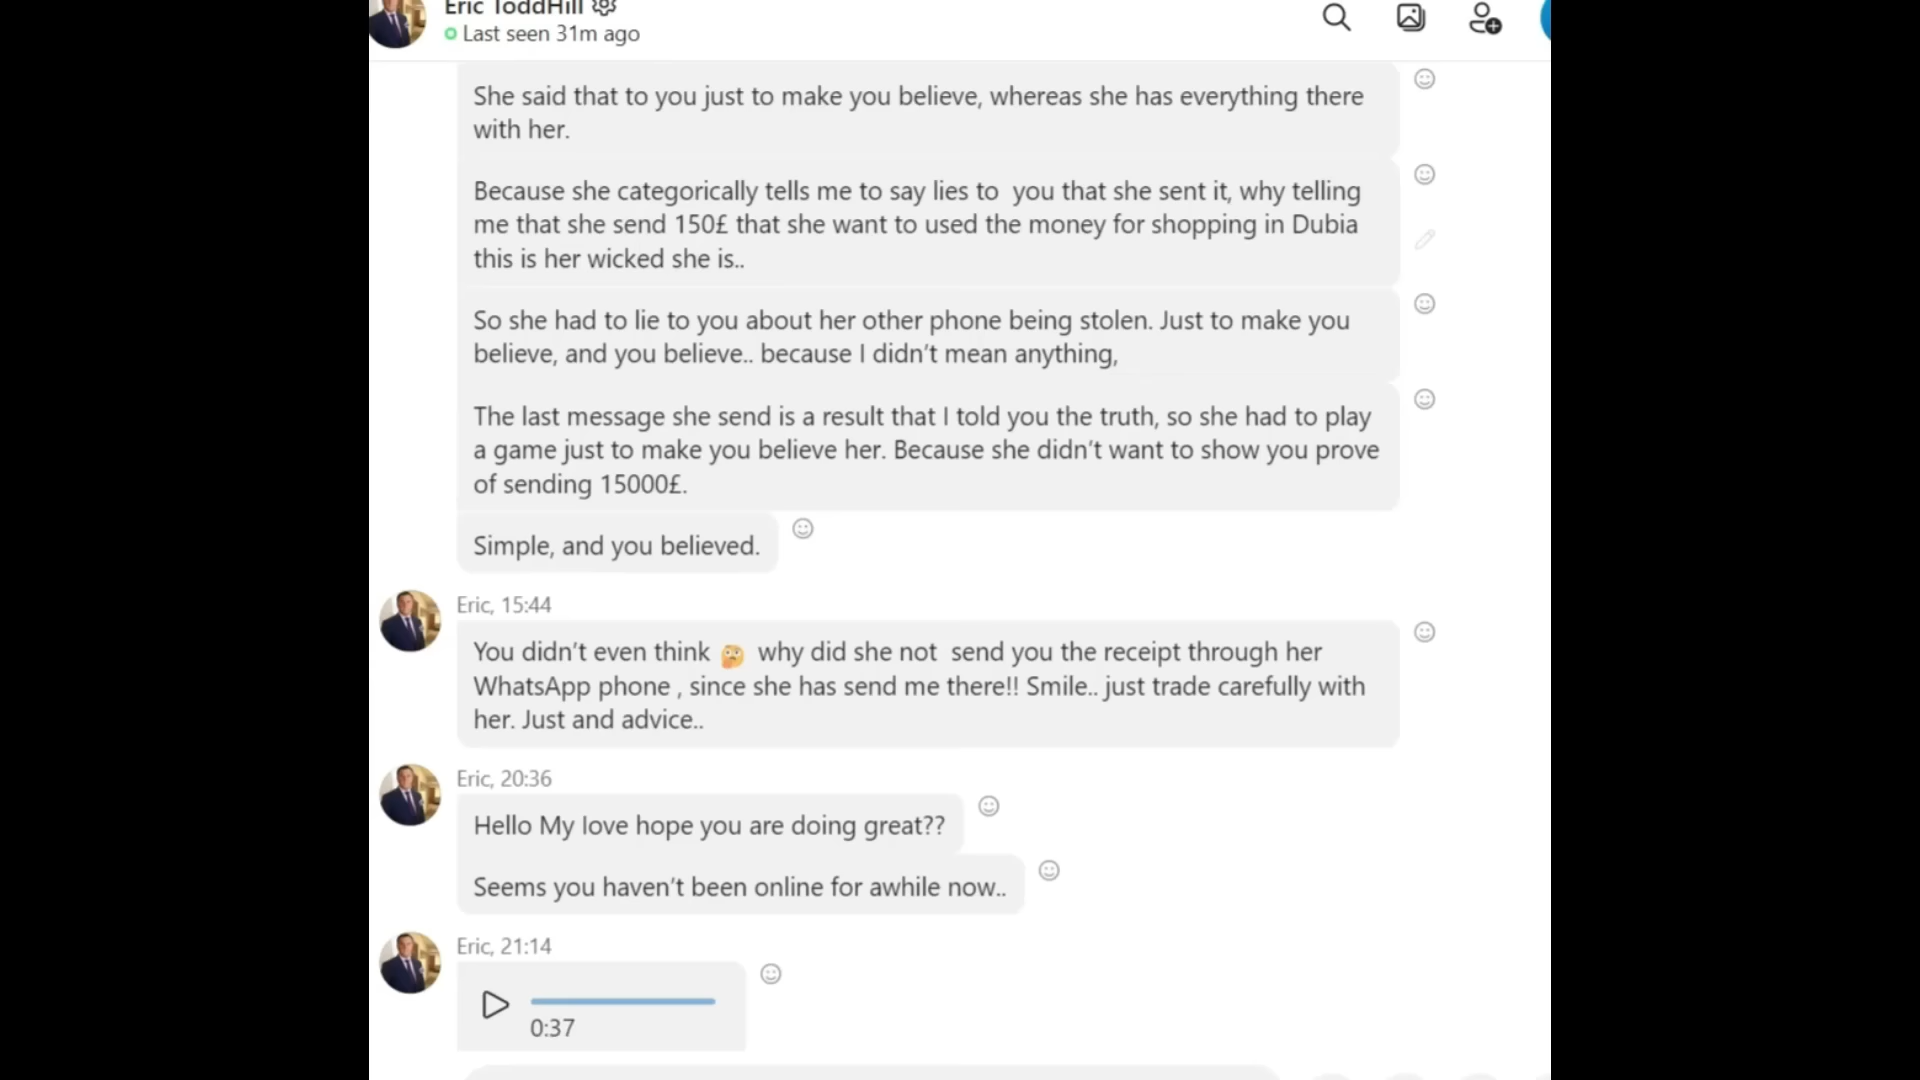 Eric ToddHill
Last seen 31m ago
She said that to you just to make you believe, whereas she has everything there
with her.
Because she categorically tells me to say lies to  you that she sent it, why telling
me that she send 150£ that she want to used the money for shopping in Dubia
this is her wicked she is..
So she had to lie to you about her other phone being stolen. Just to make you
believe, and you believe.. because I didn’t mean anything,
The last message she send is a result that I told you the truth, so she had to play
a game just to make you believe her. Because she didn’t want to show you prove
of sending 15000£.
Simple, and you believed.
Eric, 15:44
You didn’t even think 🤔  why did she not  send you the receipt through her
WhatsApp phone , since she has send me there!! Smile.. just trade carefully with
her. Just and advice..
Eric, 20:36
Hello My love hope you are doing great??
Seems you haven’t been online for awhile now..
Eric, 21:14
0:37